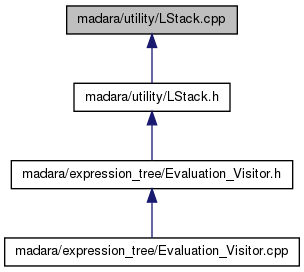 madara/utility/LStack.cpp
madara/utility/LStack.h
madara/expression_tree/Evaluation_Visitor.h
madara/expression_tree/Evaluation_Visitor.cpp